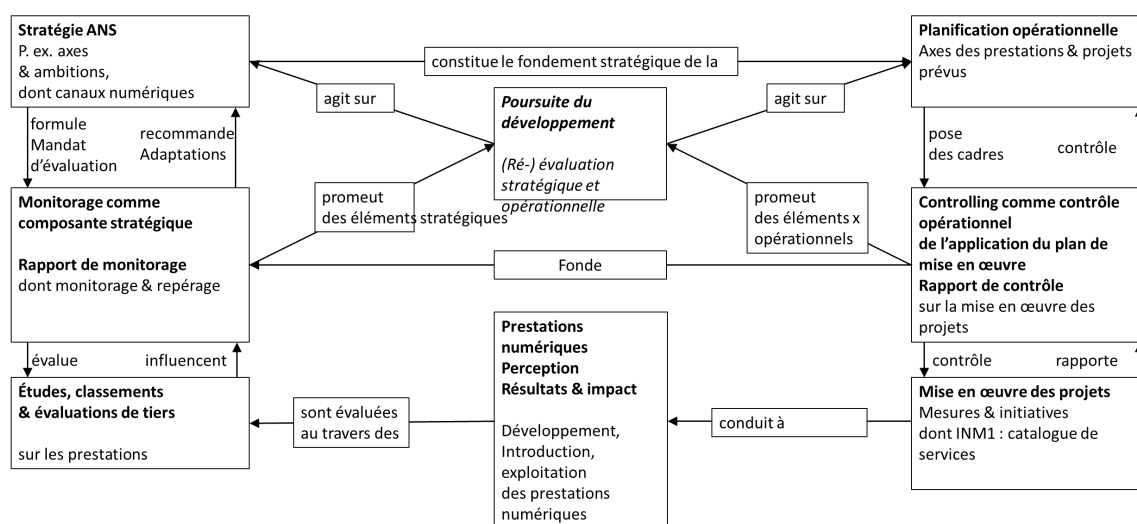 Stratégie ANS
P. ex. axes
& ambitions,
dont canaux numériques
constitue le fondement stratégique de la
Planification opérationnelle
Axes des prestations & projets
prévus
agit sur
agit sur
Poursuite du
développement
(Ré-) évaluation
stratégique et
opérationnelle
formule
Mandat
d’évaluation
recommande
Adaptations
pose
des cadres
contrôle
promeut
des éléments stratégiques
promeut
des éléments x
opérationnels
Monitorage comme
composante stratégique
Rapport de monitorage
dont monitorage & repérage
Fonde
Controlling comme contrôle
opérationnel
de l’application du plan de
mise en œuvre
Rapport de contrôle
sur la mise en œuvre des
projets
évalue
influencent
contrôle
rapporte
Prestations
numériques
Perception
Résultats & impact
Développement,
Introduction,
exploitation
des prestations
numériques
Études, classements
& évaluations de tiers
sur les prestations
sont évaluées
au travers des
conduit à
Mise en œuvre des projets
Mesures & initiatives
dont INM1 : catalogue de
services